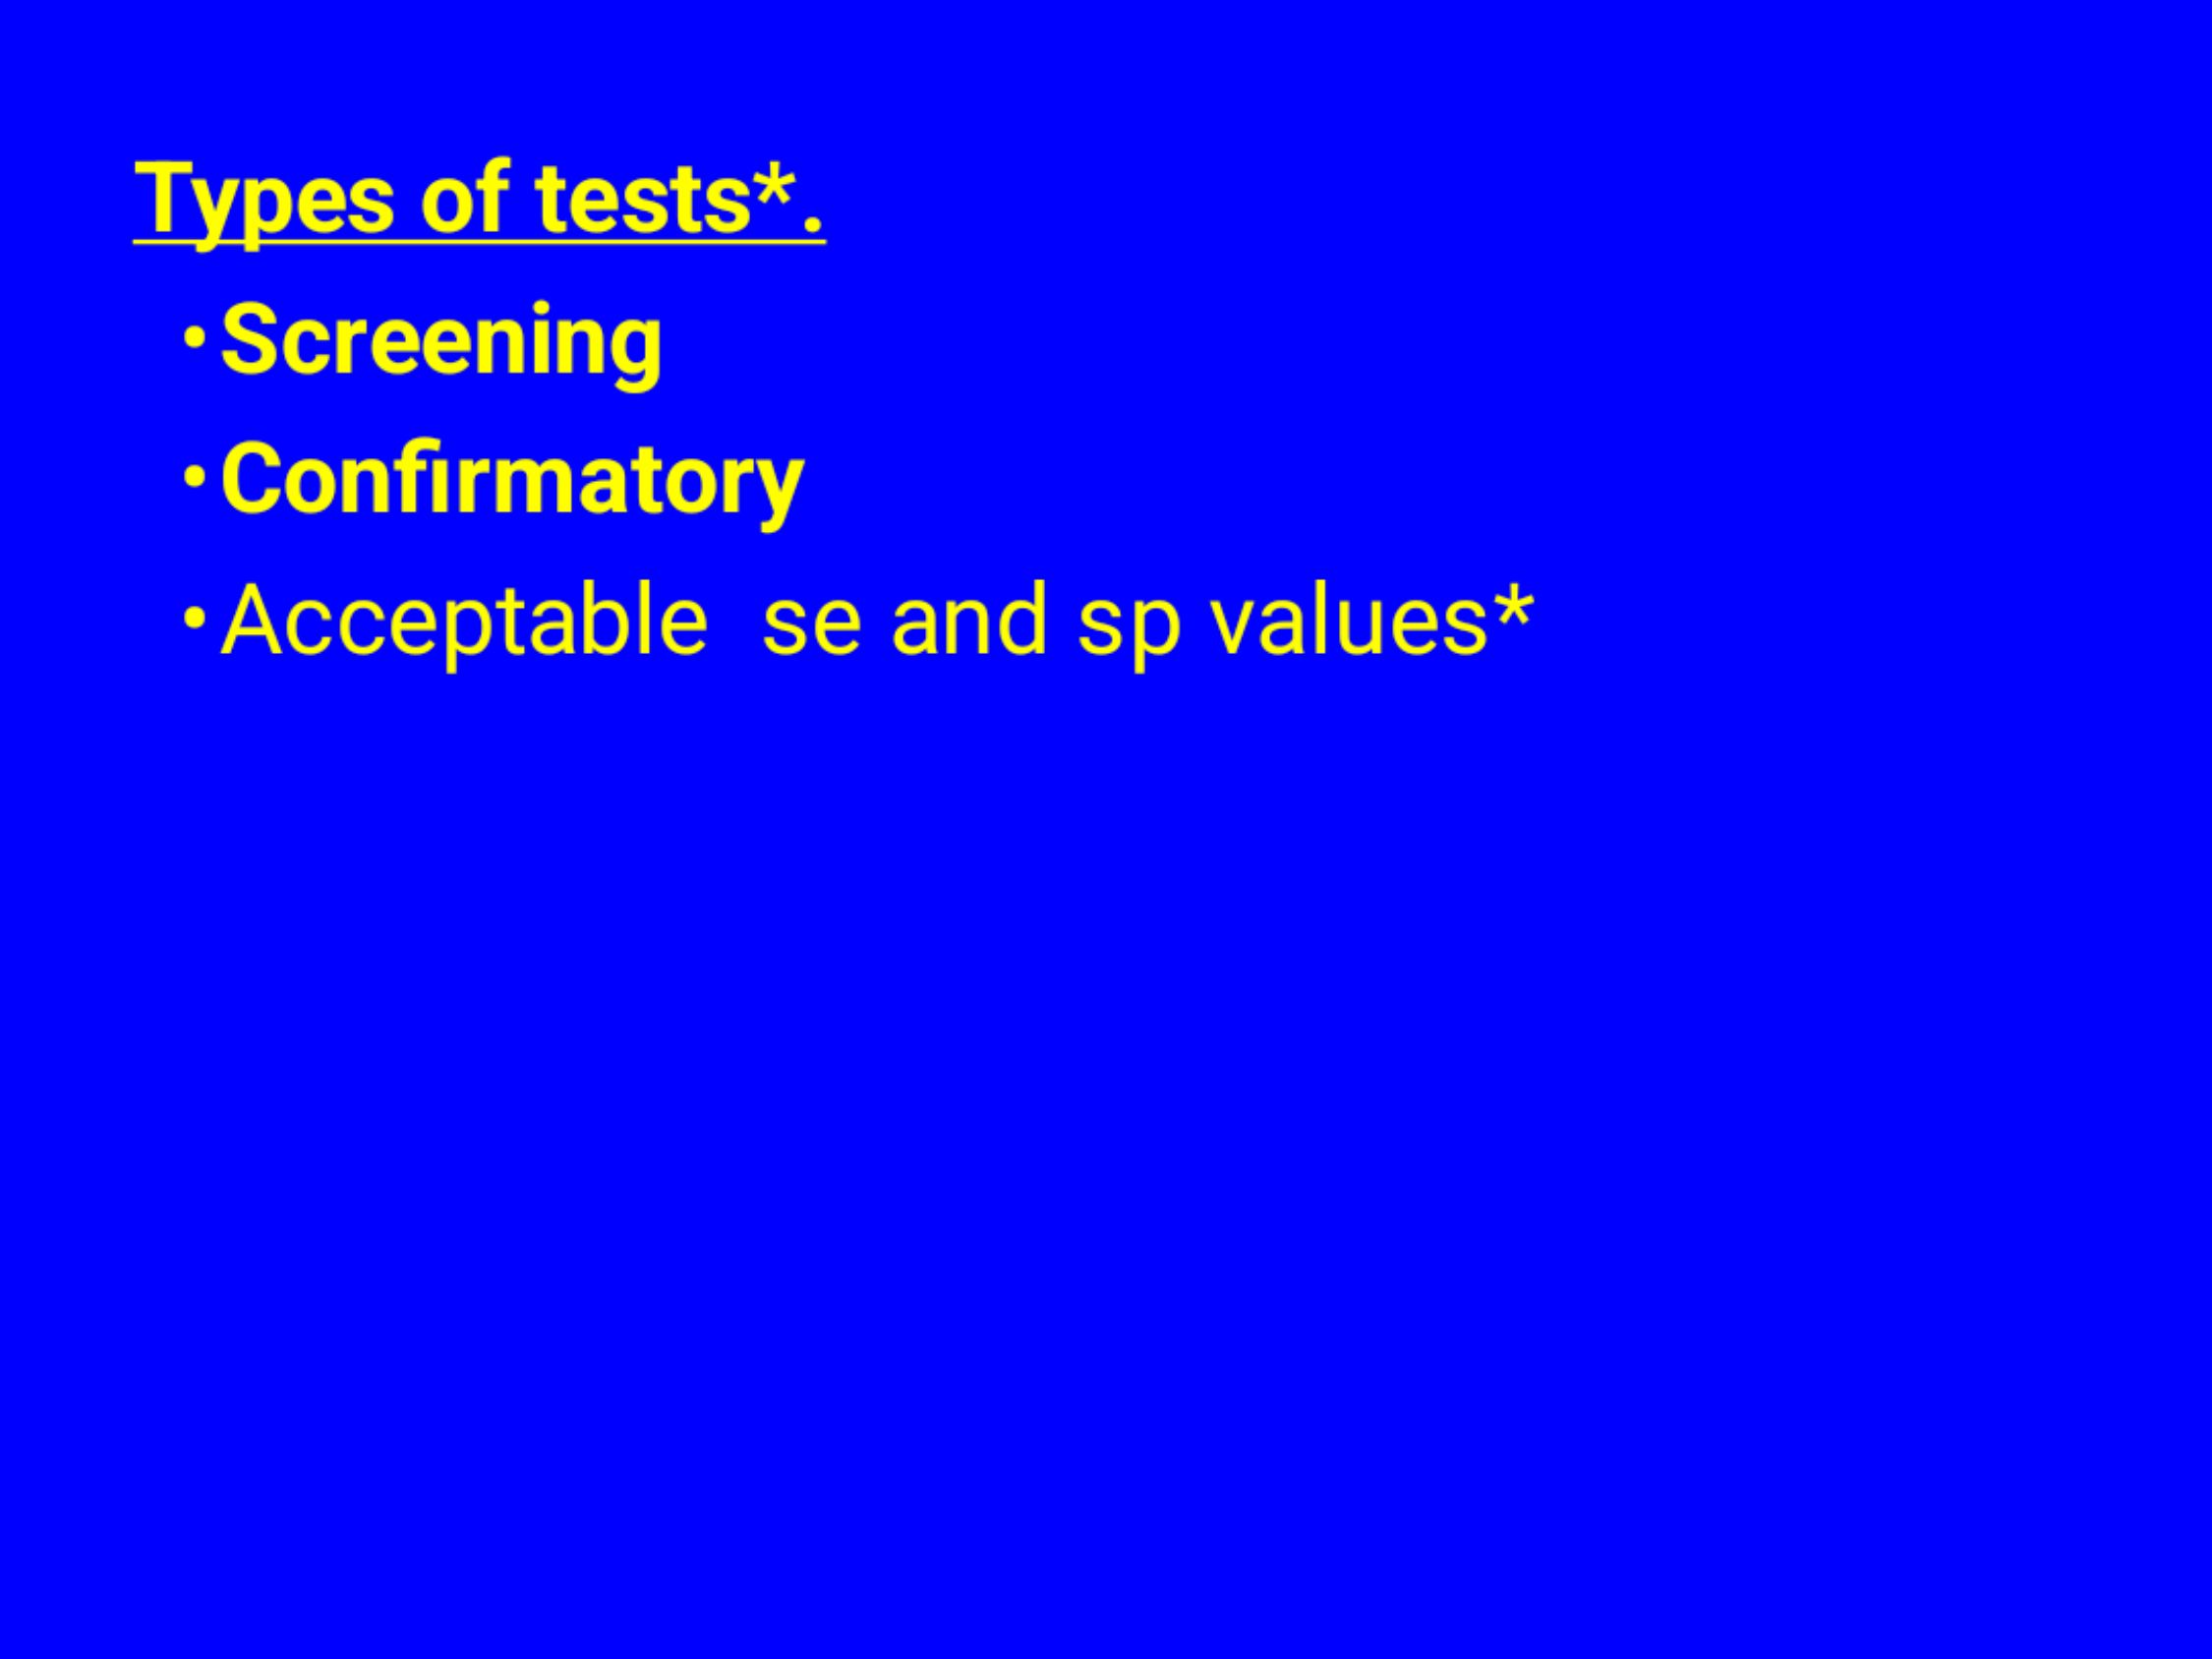 Types of tests*.
•Screening
•Confirmatory
•Acceptable  se and sp values*